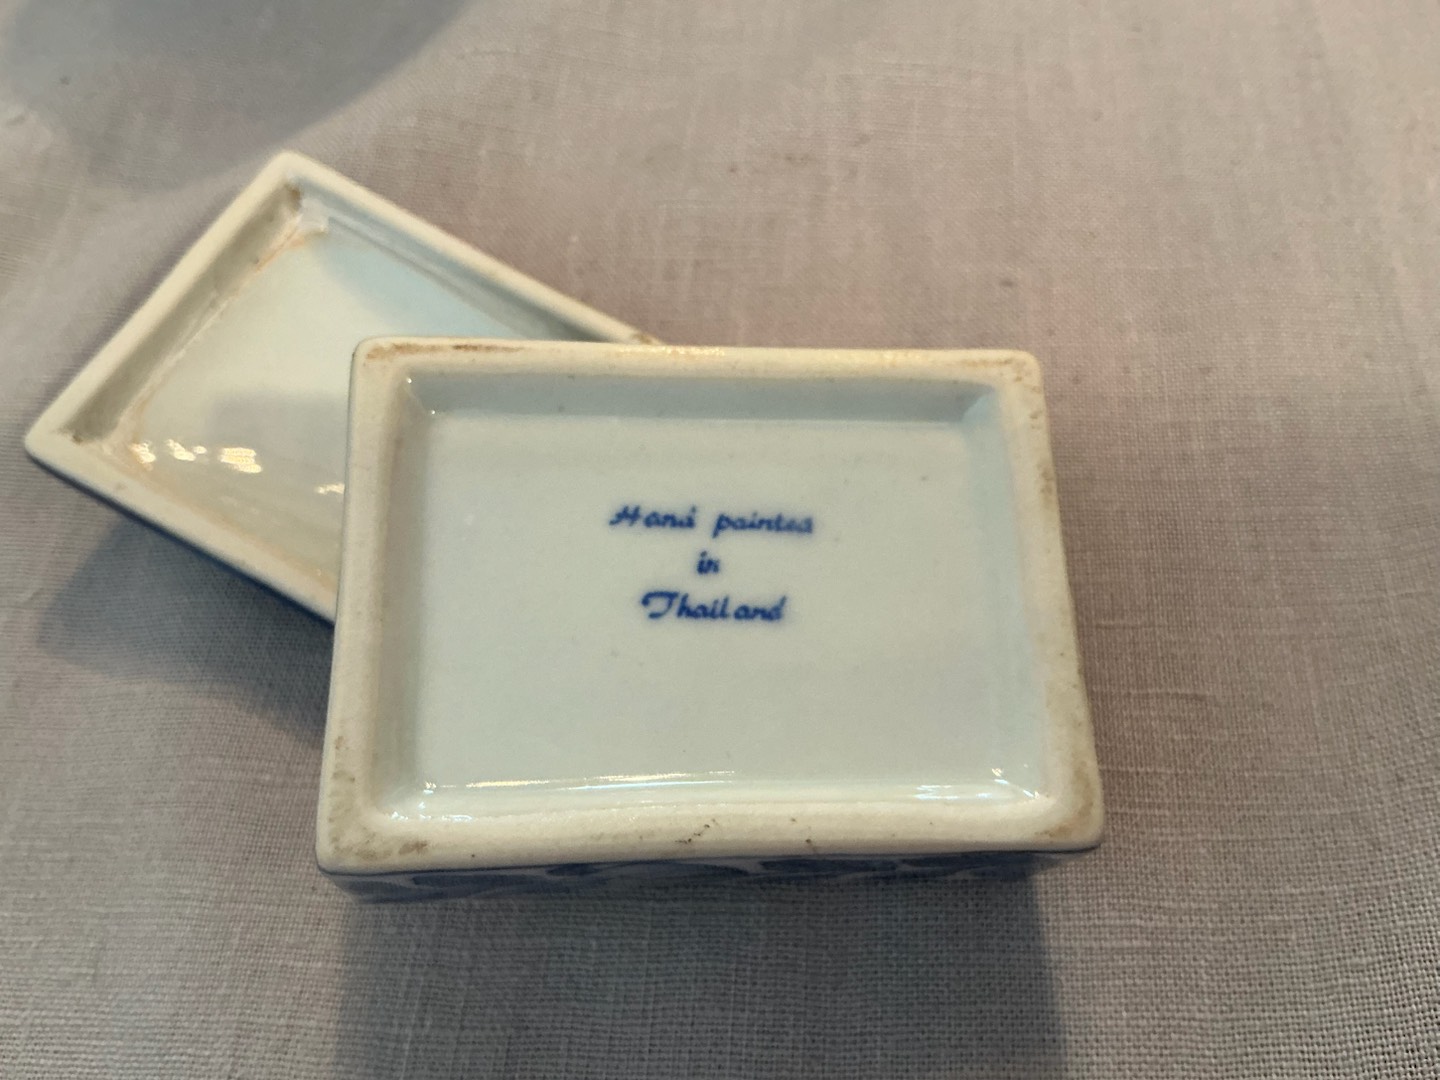 Hand painted
in
Thailand